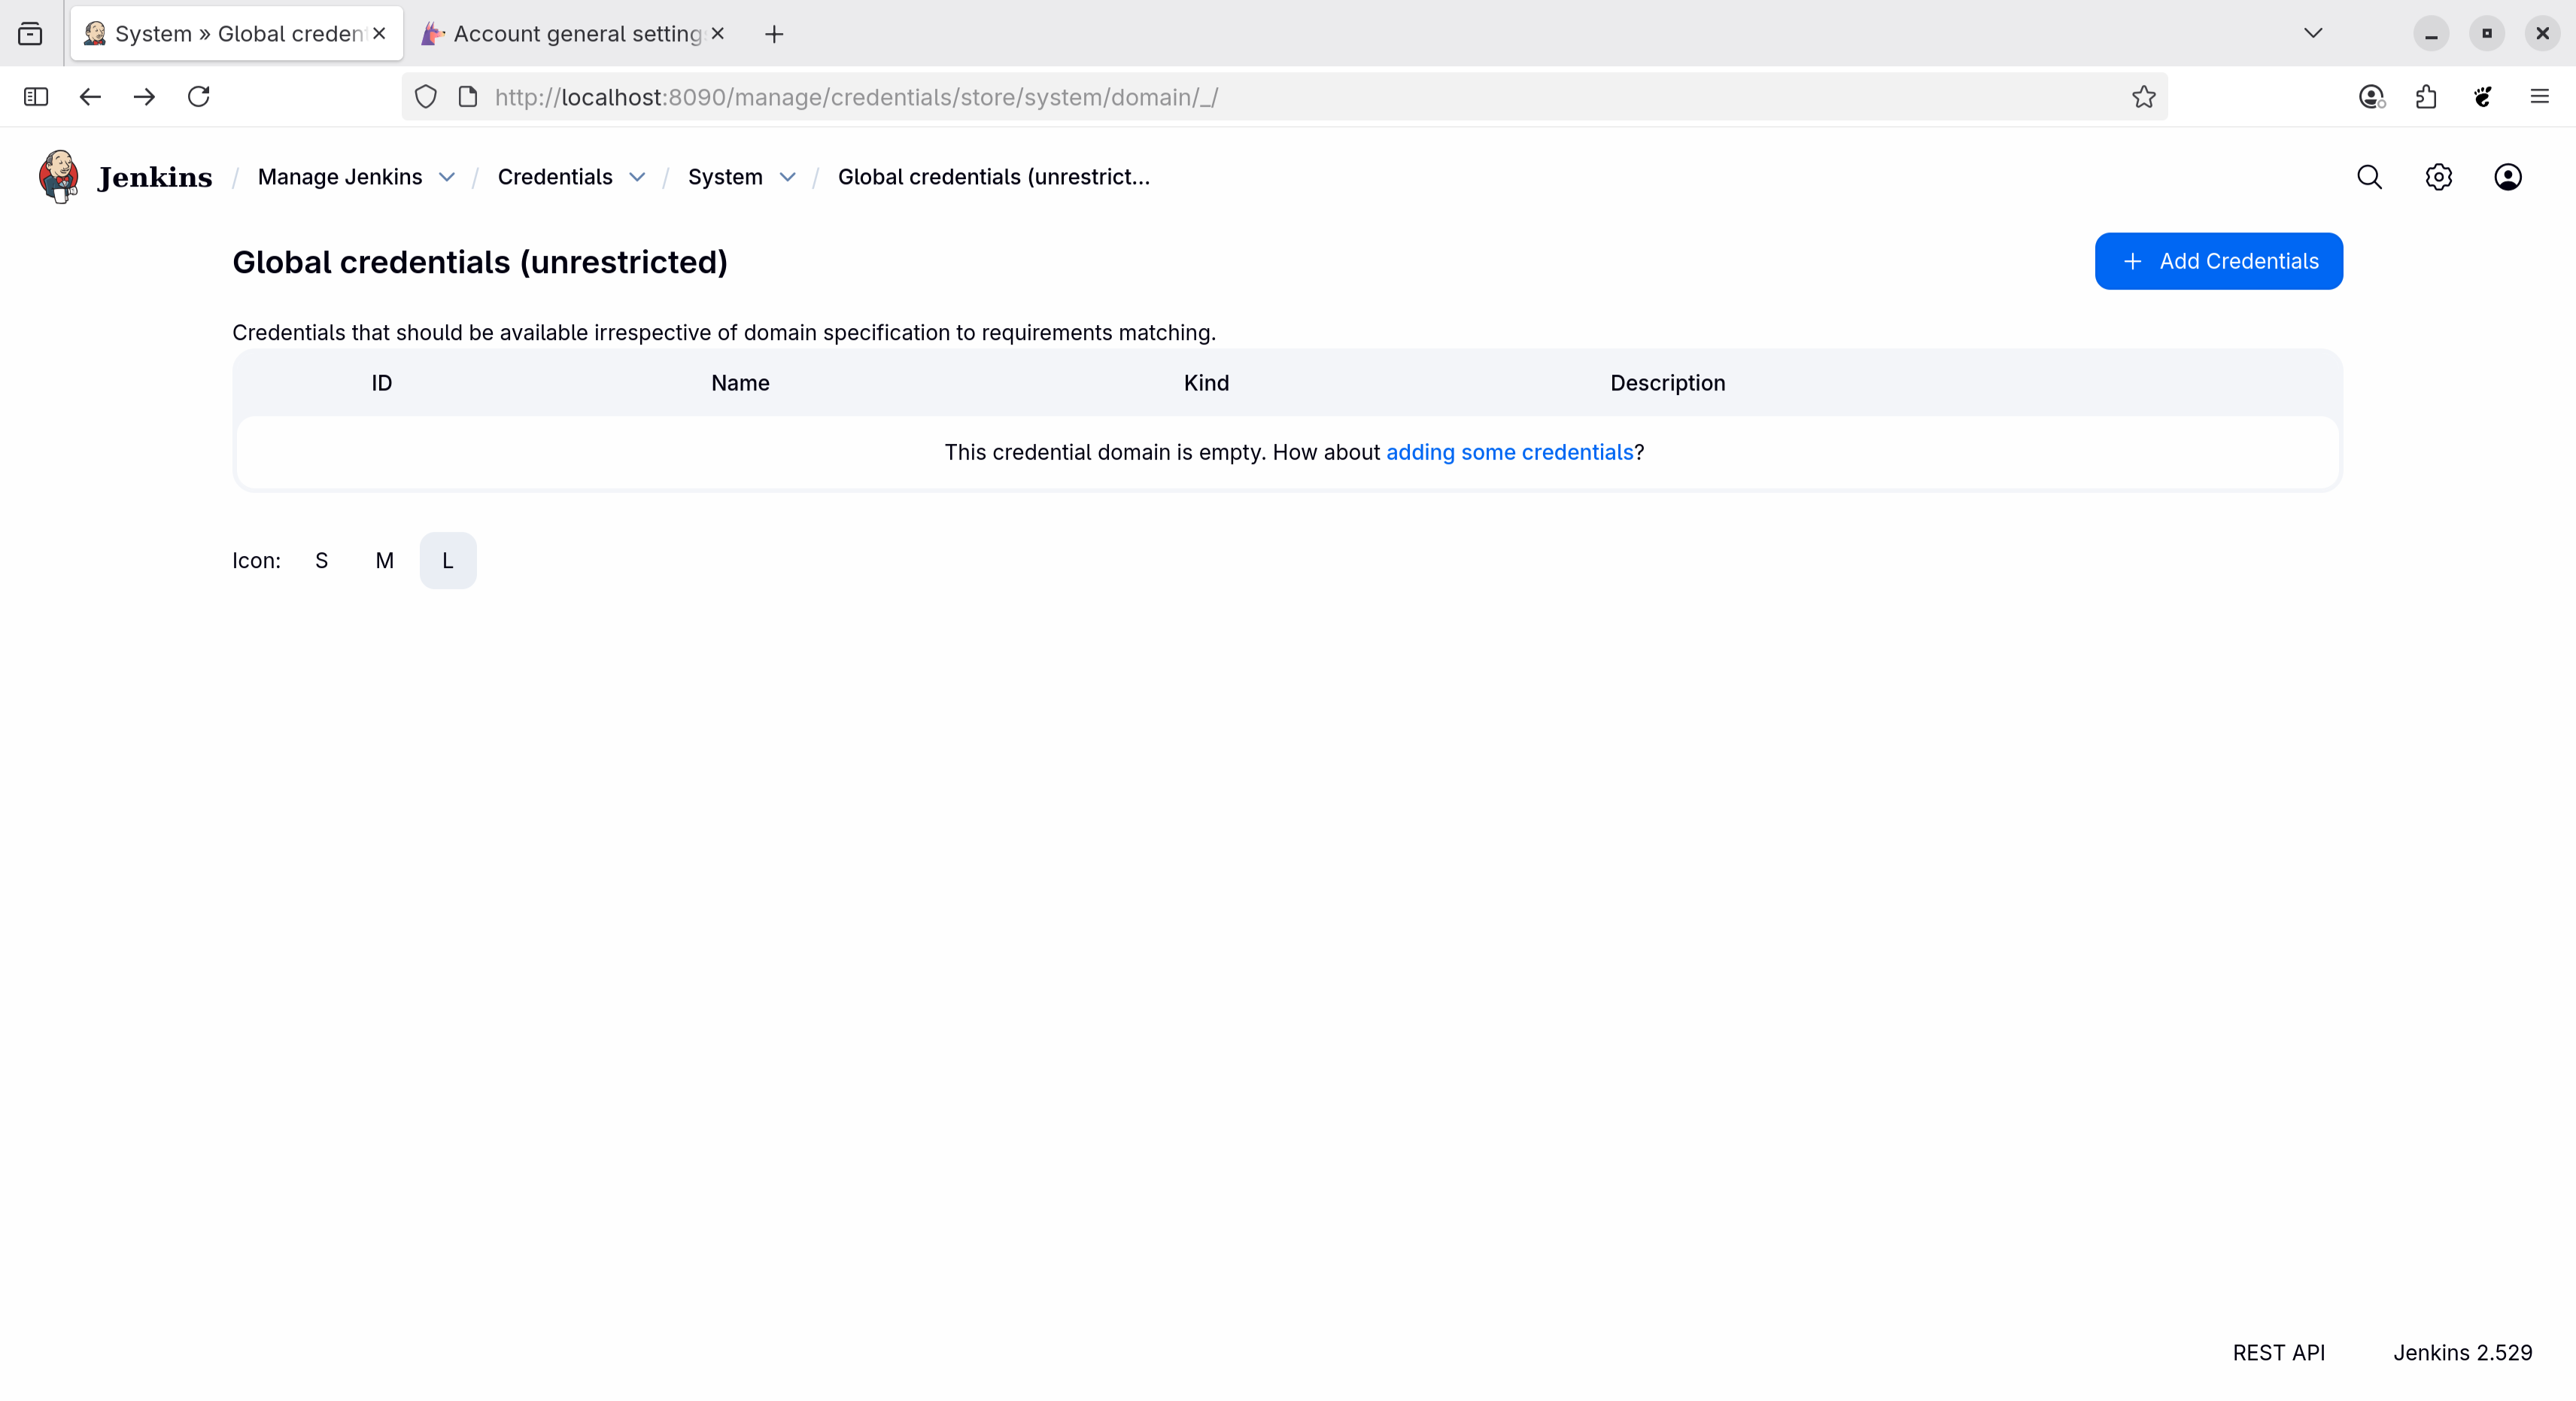 System » Global creden
Account general setting
http://localhost:8090/manage/credentials/store/system/domain/_/
Jenkins / Manage Jenkins / Credentials / System / Global credentials (unrestrict...
Global credentials (unrestricted)
Add Credentials
Credentials that should be available irrespective of domain specification to requirements matching.
ID Name Kind Description
This credential domain is empty. How about adding some credentials?
Icon: S M L
REST API Jenkins 2.529